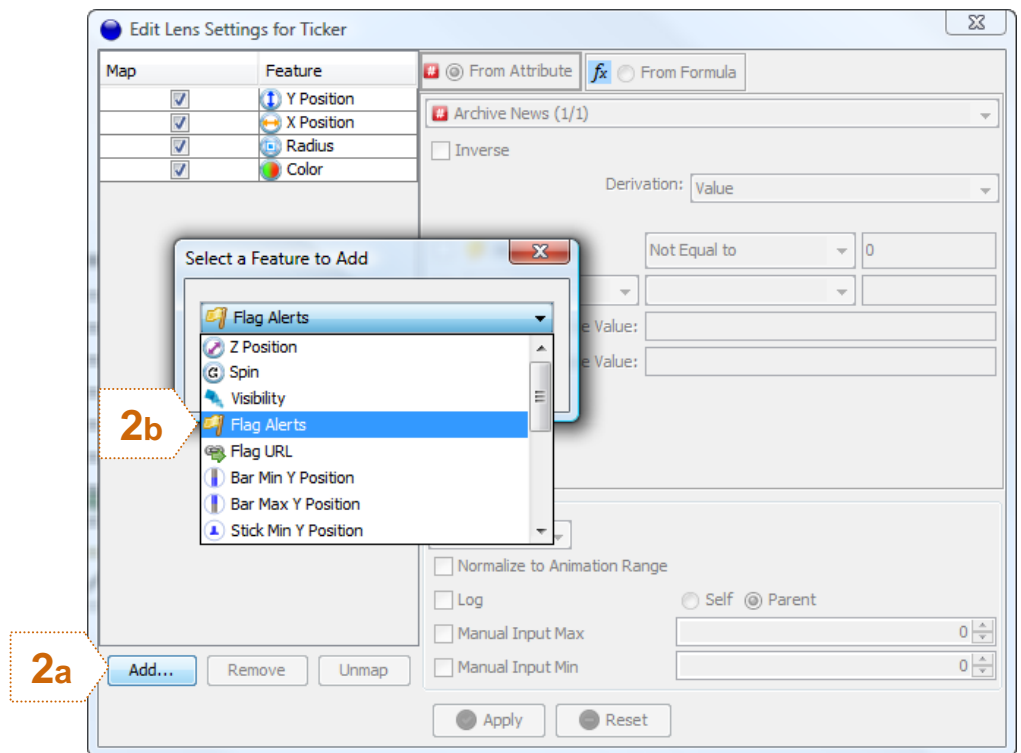 Edit Lens Settings for Ticker
Map Feature
Y Position
X Position
Radius
Color
From Attribute fx From Formula
Archive News (1/1)
Inverse
Derivation: Value
Select a Feature to Add
Not Equal to 0
Flag Alerts
e Value:
e Value:
Z Position
Spin
Visibility
2b
Flag Alerts
Flag URL
Bar Min Y Position
Bar Max Y Position
Stick Min Y Position
Normalize to Animation Range
Log Self Parent
Manual Input Max 0
Manual Input Min 0
2a
Add... Remove Unmap
Apply Reset